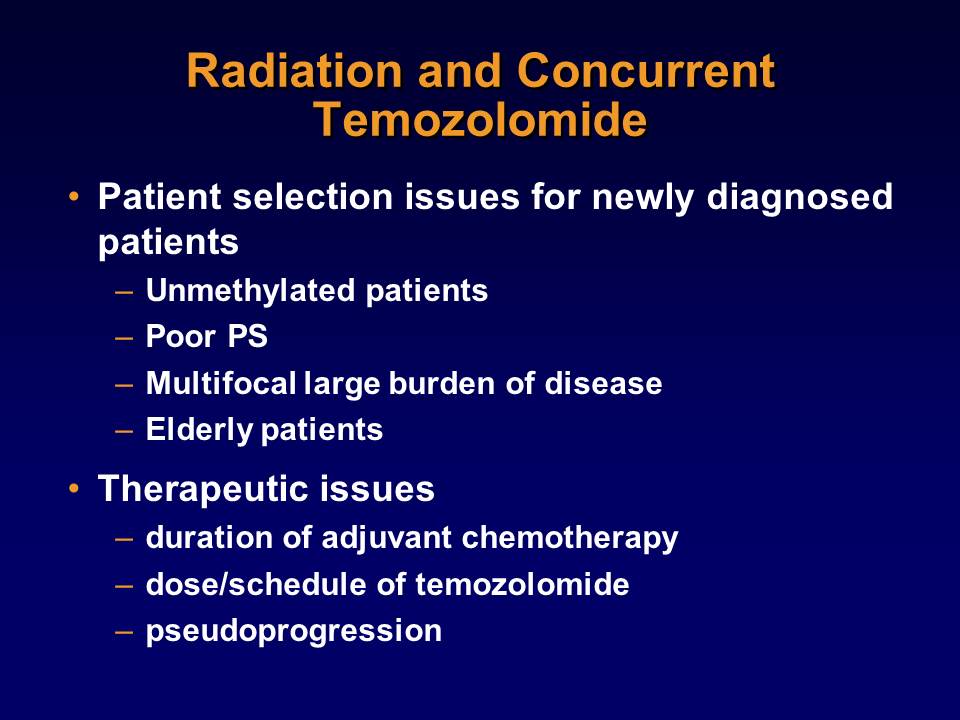 Radiation and Concurrent
Temozolomide
• Patient selection issues for newly diagnosed
patients
– Unmethylated patients
– Poor PS
– Multifocal large burden of disease
– Elderly patients
• Therapeutic issues
– duration of adjuvant chemotherapy
– dose/schedule of temozolomide
– pseudoprogression